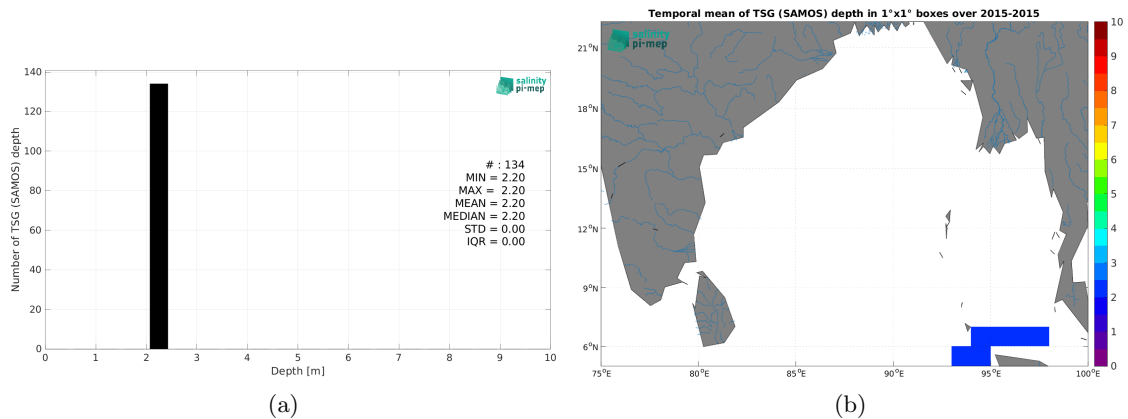 140
120
100
80
60
40
20
0
Number of TSG (SAMOS) depth
salinity
pi-mep
# : 134
MIN = 2.20
MAX = 2.20
MEAN = 2.20
MEDIAN = 2.20
STD = 0.00
IQR = 0.00
0 1 2 3 4 5 6 7 8 9 10
Depth [m]
(a)
Temporal mean of TSG (SAMOS) depth in 1°x1° boxes over 2015-2015
salinity
pi-mep
21°N
18°N
15°N
12°N
9°N
6°N
75°E 80°E 85°E 90°E 95°E 100°E
10
9
8
7
6
5
4
3
2
1
0
(b)